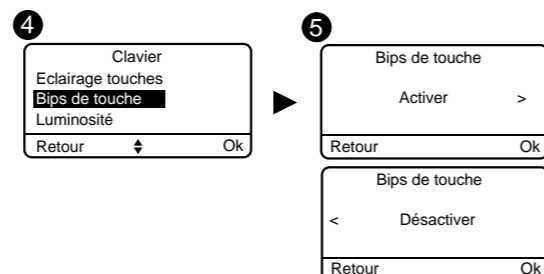 4
Clavier
Eclairage touches
Bips de touche
Luminosité
Retour Ok
5
Bips de touche
Activer >
Retour Ok
Bips de touche
< Désactiver
Retour Ok